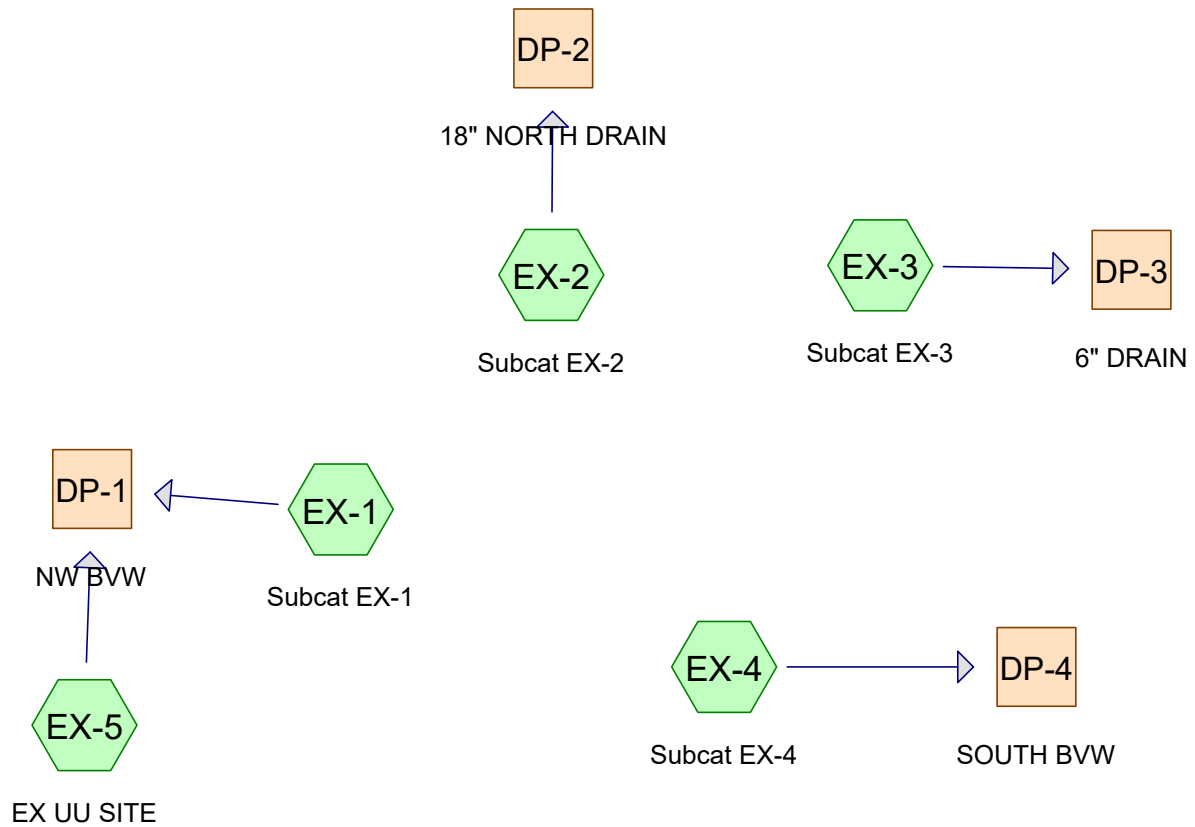 DP-2
18" NORTH DRAIN
EX-2
Subcat EX-2
EX-3
Subcat EX-3
DP-3
6" DRAIN
DP-1
NW BVW
EX-1
Subcat EX-1
EX-5
EX UU SITE
EX-4
Subcat EX-4
DP-4
SOUTH BVW